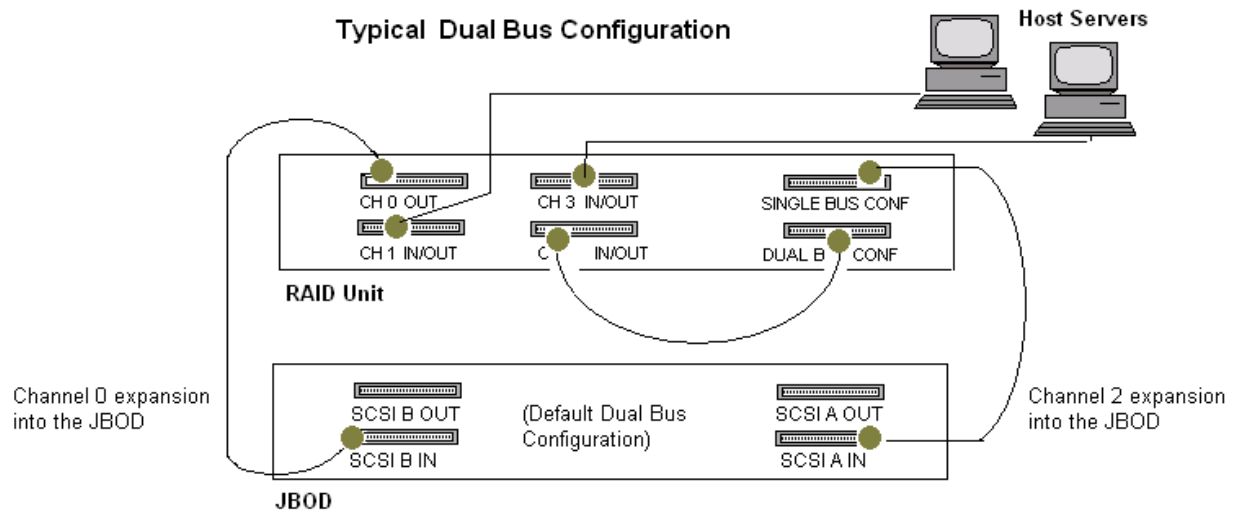 Typical Dual Bus Configuration
Host Servers
CH 0 OUT
CH 3 IN/OUT
SINGLE BUS CONF
CH 1 IN/OUT
C IN/OUT
DUAL B CONF
RAID Unit
Channel 0 expansion
into the JBOD
SCSI B OUT
(Default Dual Bus
Configuration)
SCSI A OUT
Channel 2 expansion
into the JBOD
SCSI B IN
SCSI A IN
JBOD